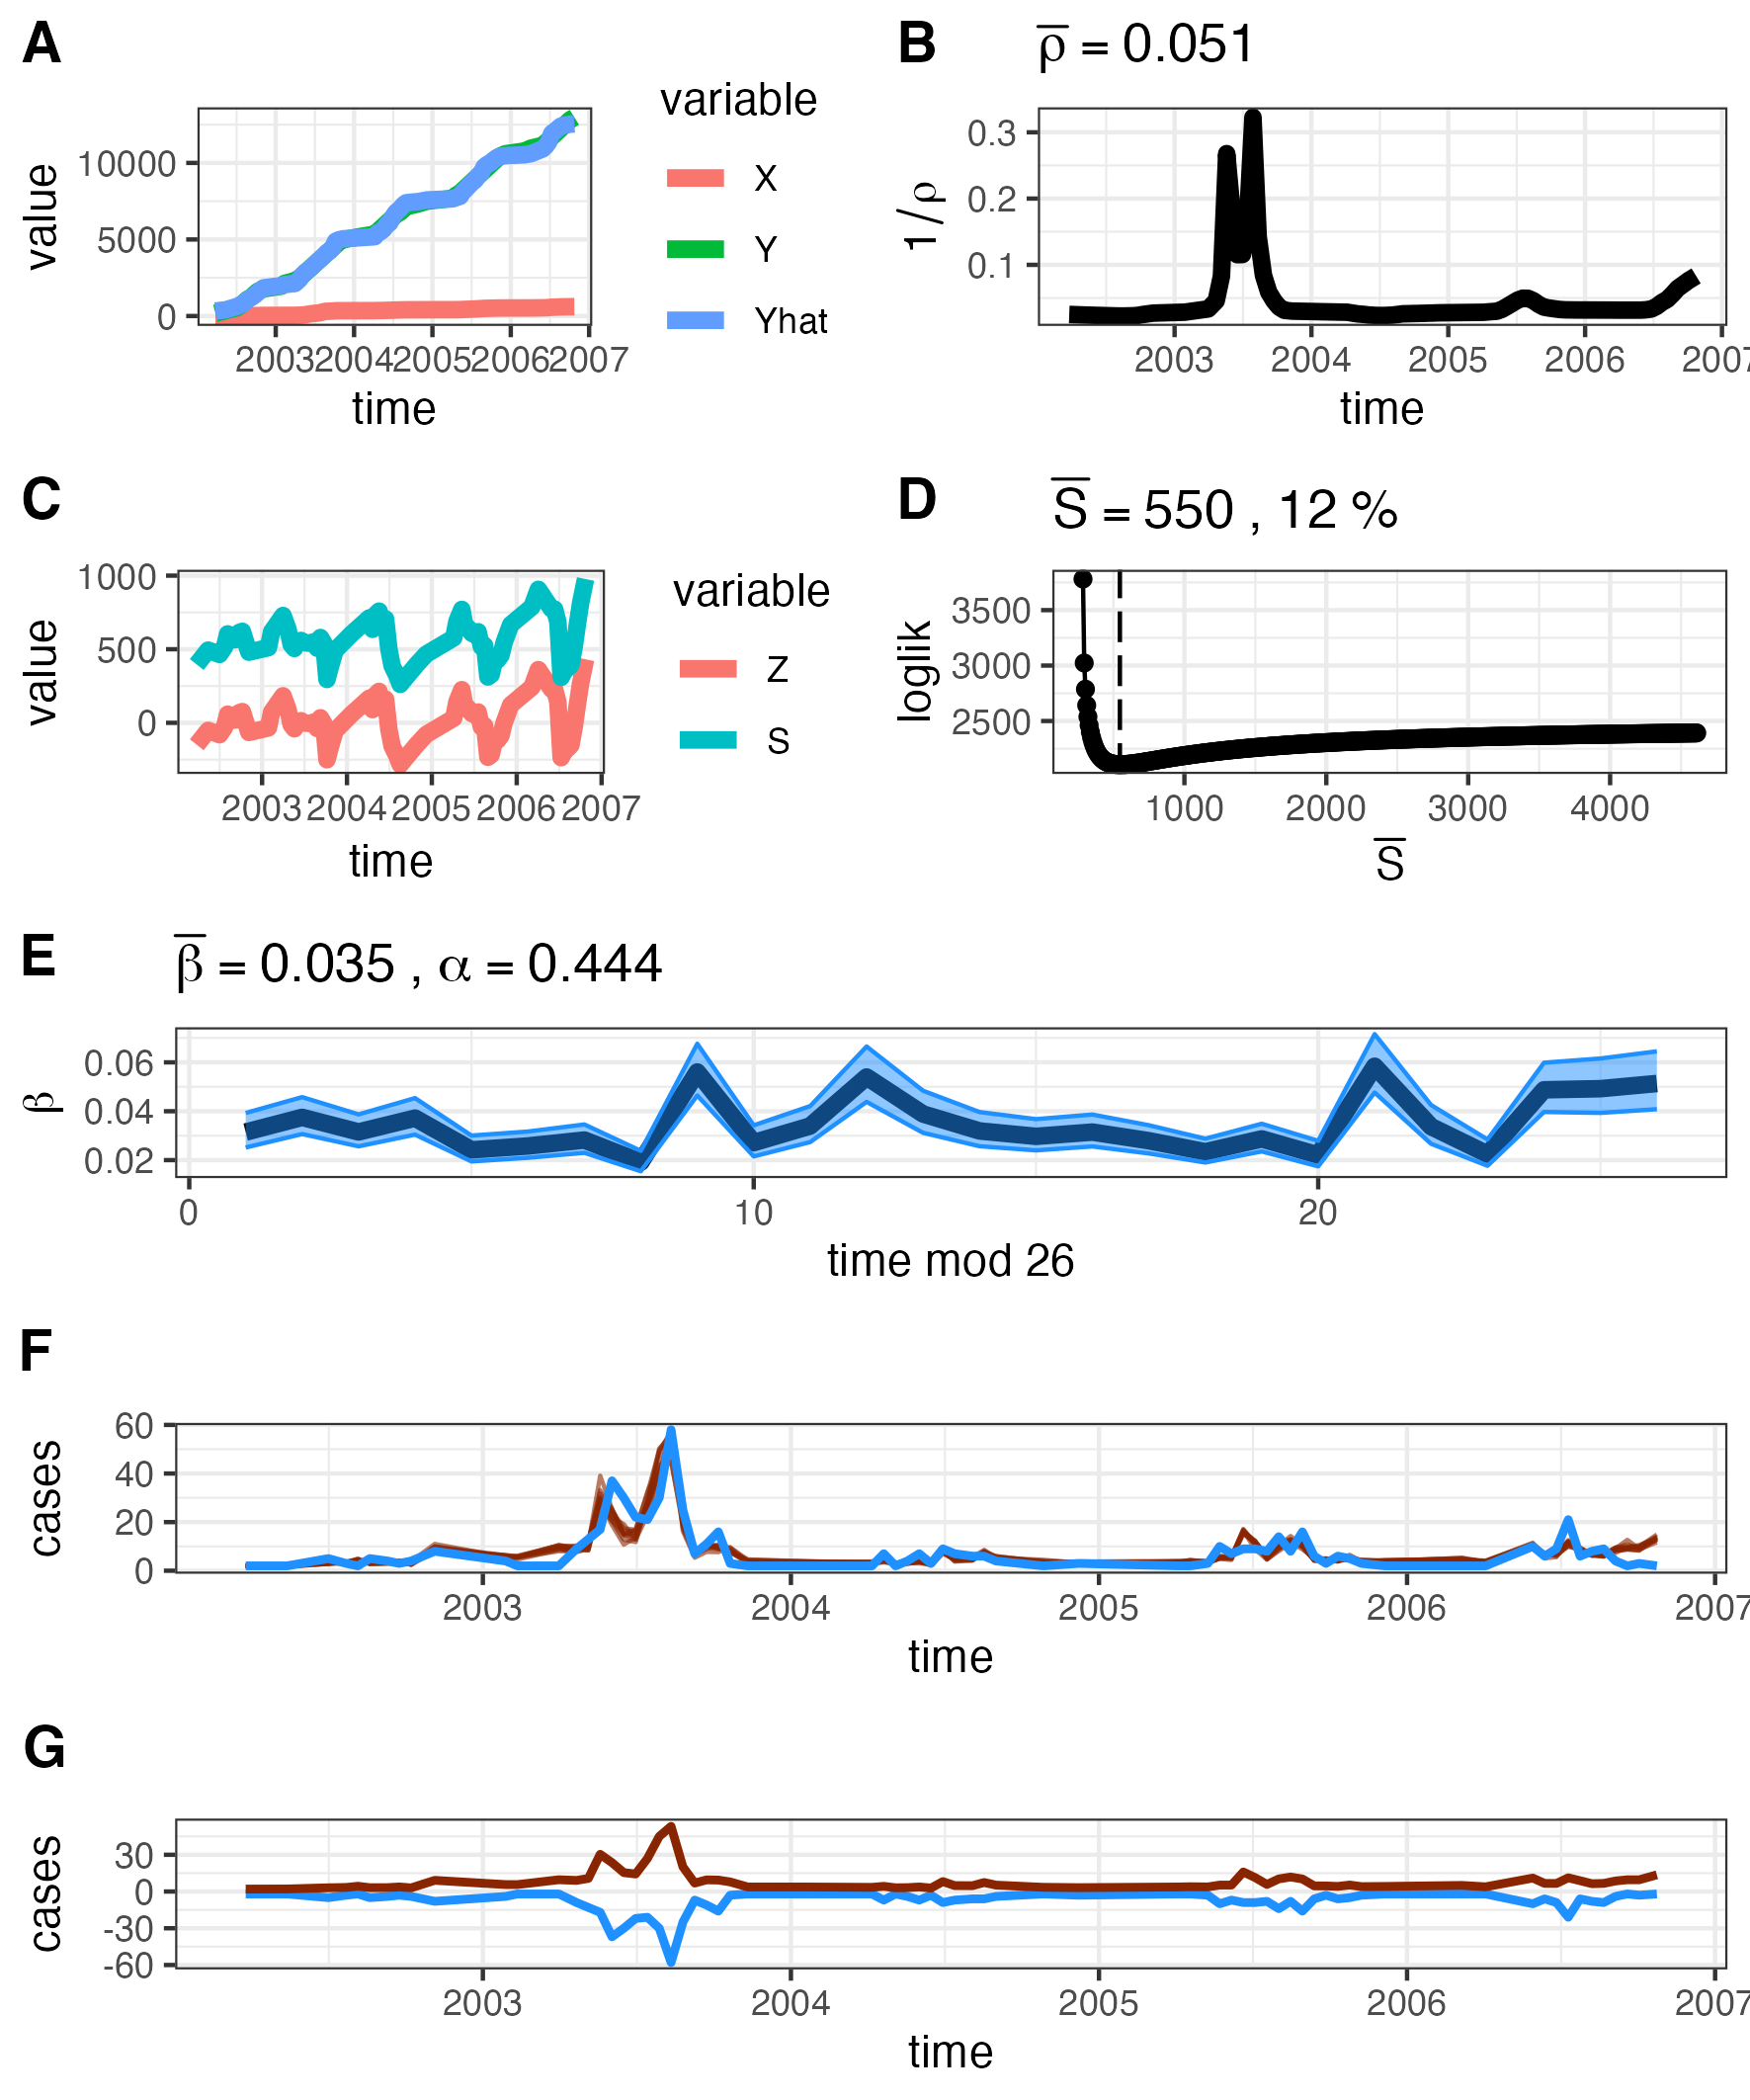 A
variable
value
10000
5000
0
X
Y
Yhat
2003 2004 2005 2006 2007
time
B
ρ̅ = 0.051
1/ρ
0.3
0.2
0.1
2003 2004 2005 2006 2007
time
C
value
1000
500
0
variable
Z
S
2003 2004 2005 2006 2007
time
D
S̅ = 550 , 12 %
loglik
3500
3000
2500
1000 2000 3000 4000
S̅
E
β̅ = 0.035 , α = 0.444
β
0.06
0.04
0.02
0 10 20
time mod 26
F
cases
60
40
20
0
2003 2004 2005 2006 2007
time
G
cases
30
0
-30
-60
2003 2004 2005 2006 2007
time